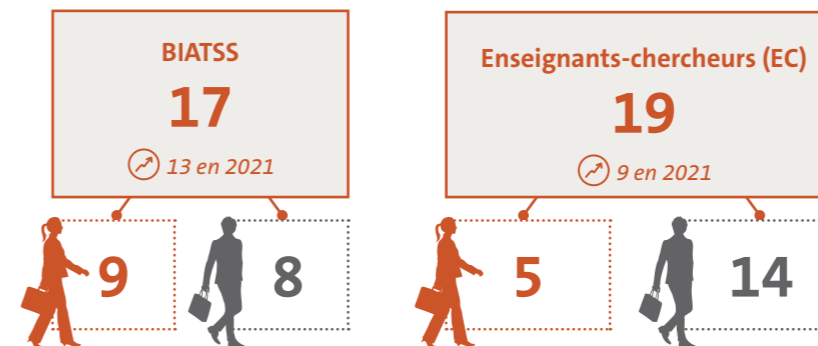 BIATSS
17
13 en 2021
9
8
Enseignants-chercheurs (EC)
19
9 en 2021
5
14